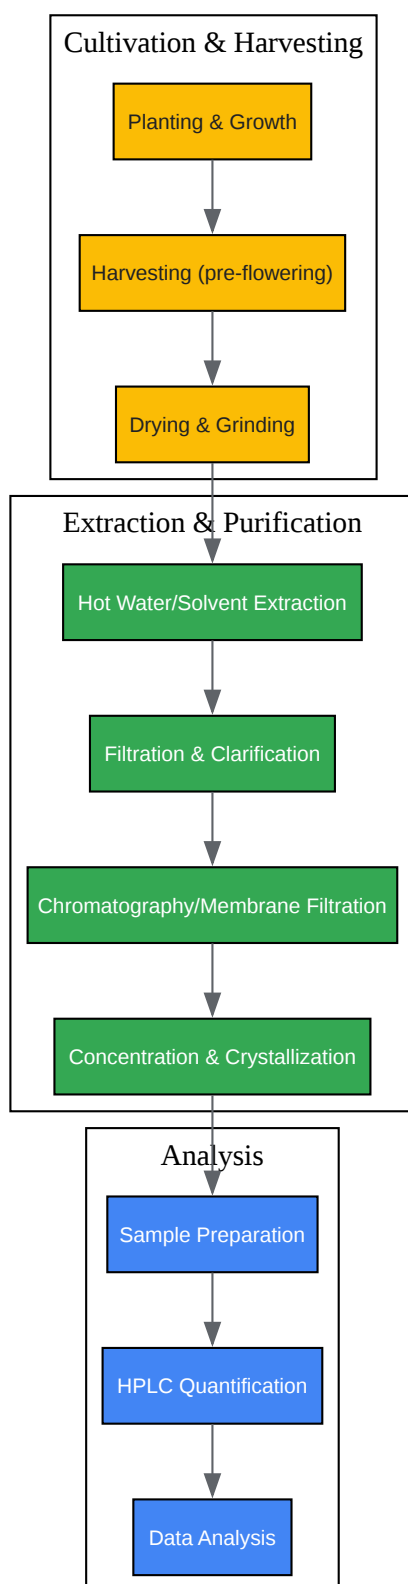 Cultivation & Harvesting
Planting & Growth
Harvesting (pre-flowering)
Drying & Grinding
Extraction & Purification
Hot Water/Solvent Extraction
Filtration & Clarification
Chromatography/Membrane Filtration
Concentration & Crystallization
Analysis
Sample Preparation
HPLC Quantification
Data Analysis